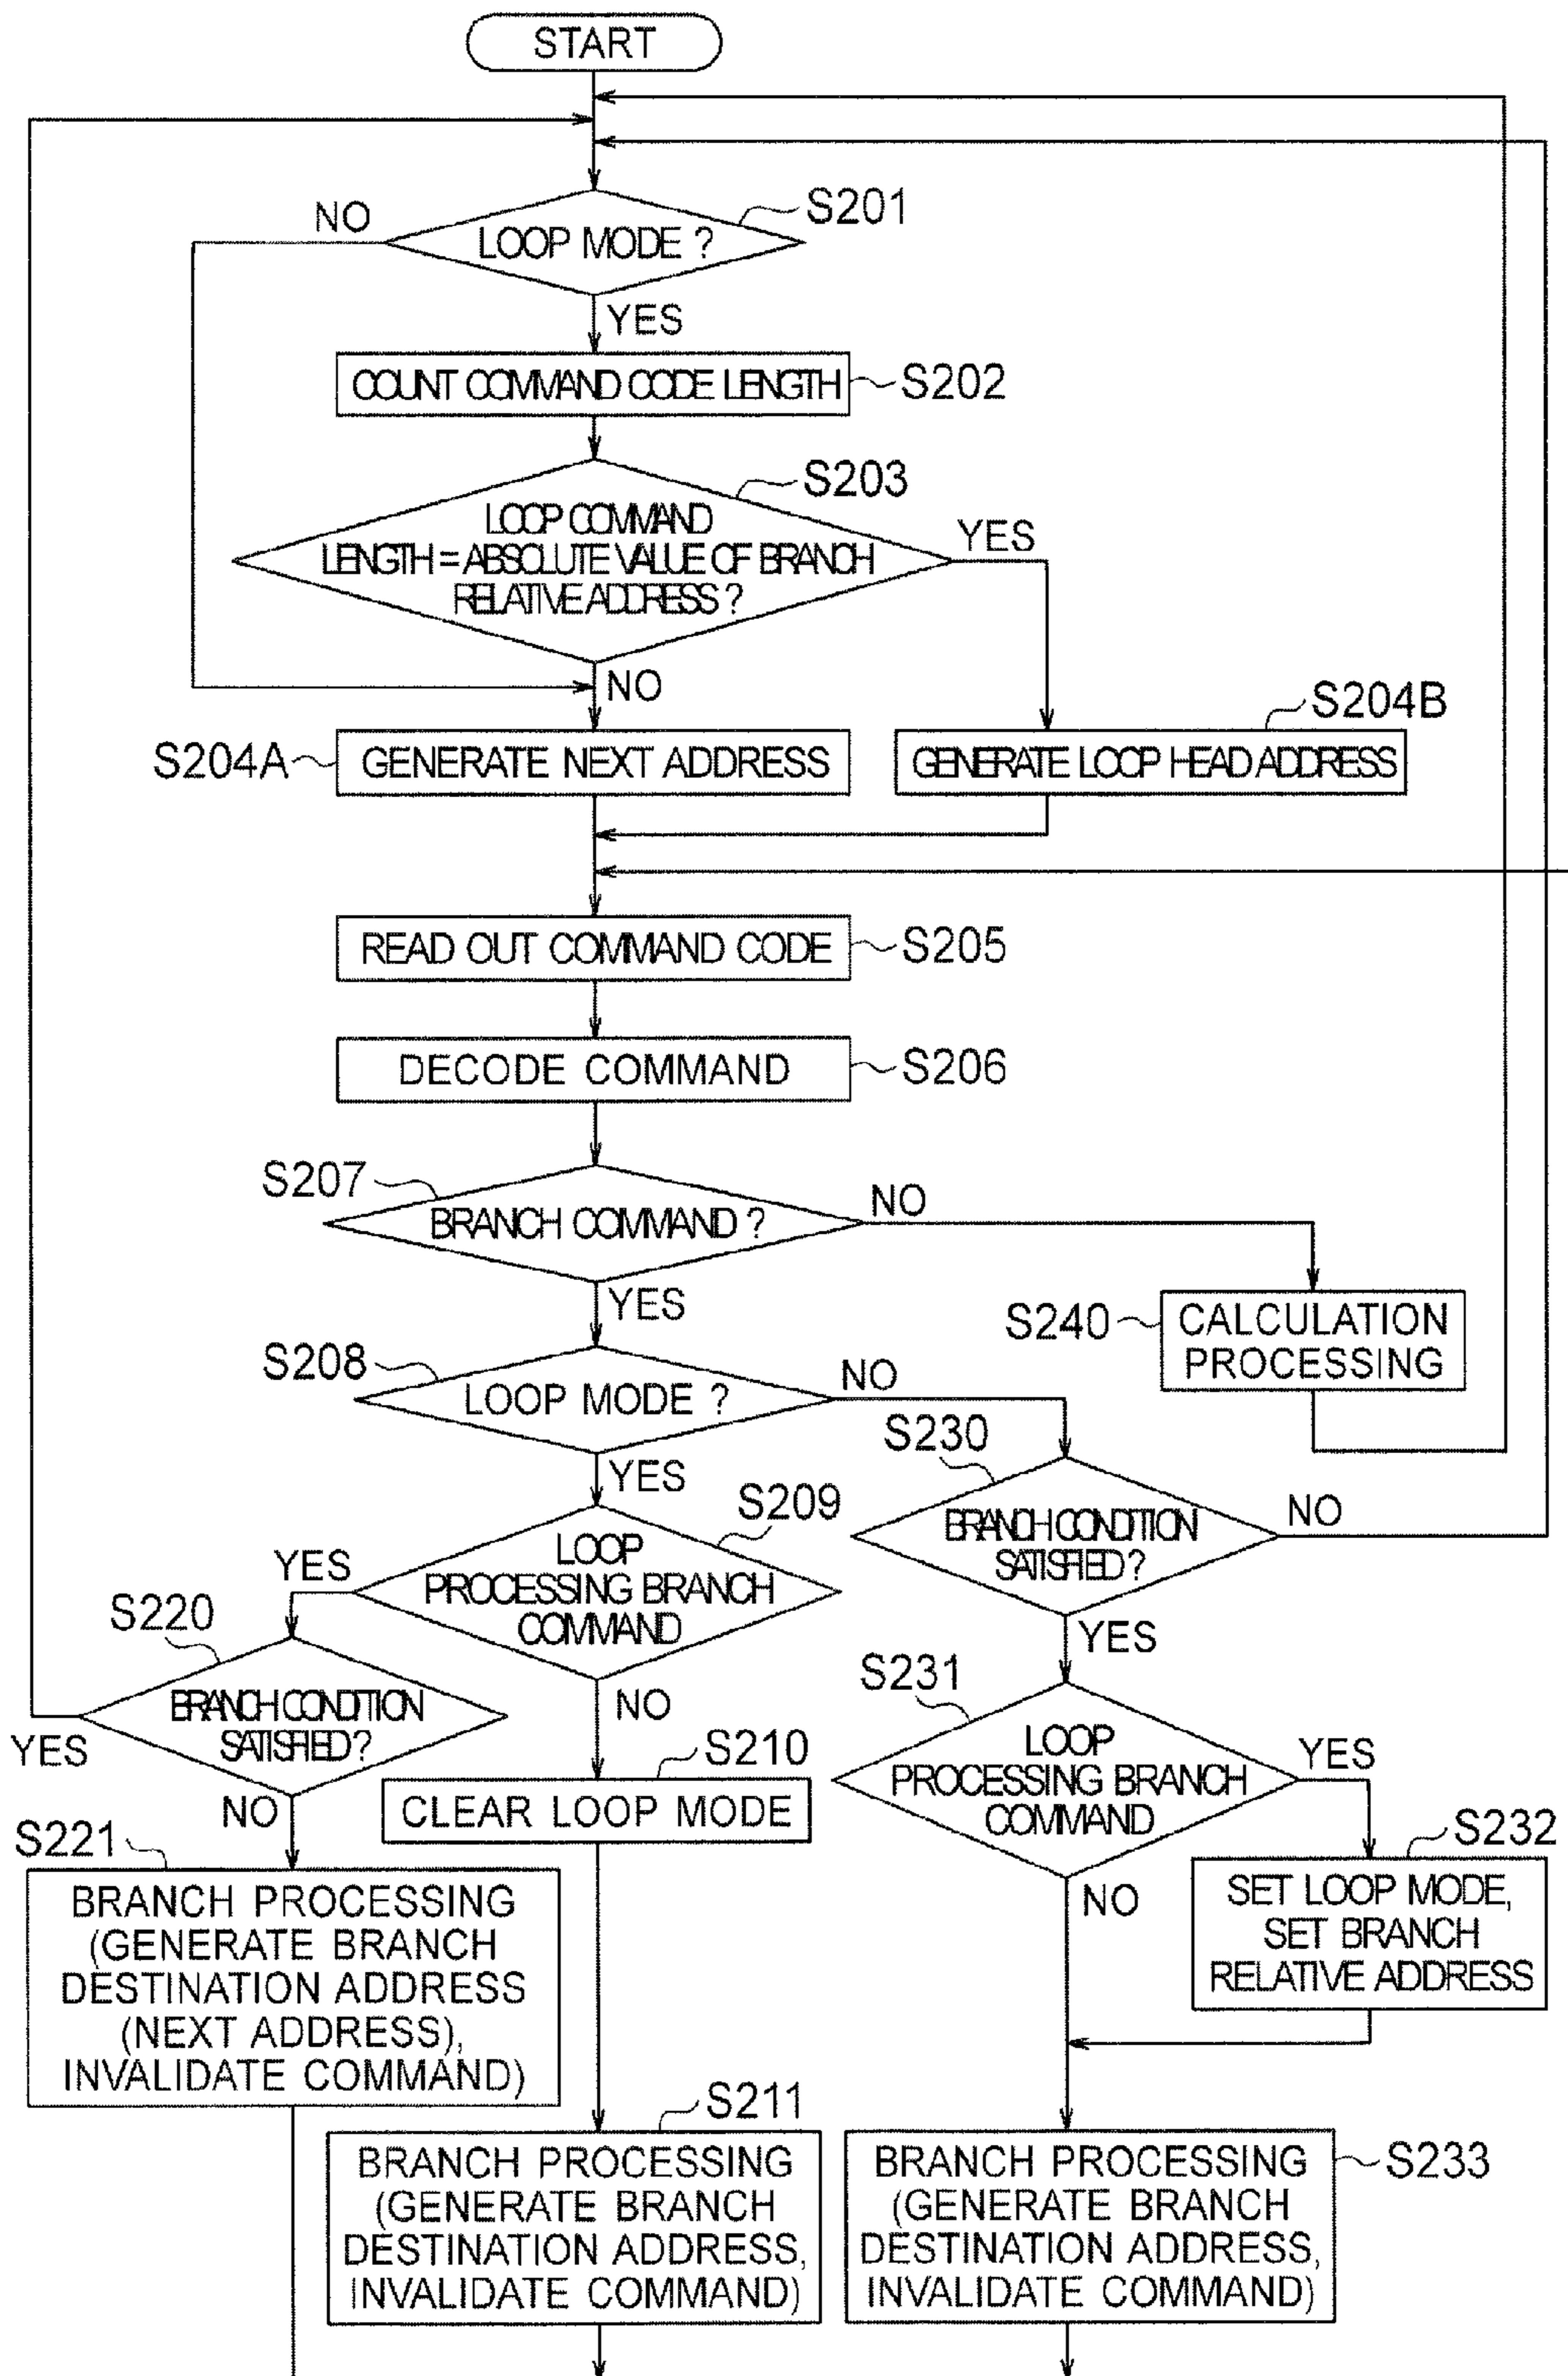 START
NO
S201
LOOP MODE ?
YES
COUNT COMMAND CODE LENGTH
S202
S203
LOOP COMMAND
LENGTH = ABSOLUTE VALUE OF BRANCH
RELATIVE ADDRESS ?
YES
NO
S204B
S204A
GENERATE NEXT ADDRESS
GENERATE LOOP HEAD ADDRESS
READ OUT COMMAND CODE
S205
DECODE COMMAND
S206
S207
NO
BRANCH COMMAND ?
YES
S240
CALCULATION
PROCESSING
S208
NO
LOOP MODE ?
S230
YES
S209
NO
BRANCH CONDITION
SATISFIED ?
YES
LOOP
PROCESSING BRANCH
COMMAND
S220
YES
S231
NO
BRANCH CONDITION
SATISFIED ?
YES
LOOP
PROCESSING BRANCH
COMMAND
YES
S210
NO
CLEAR LOOP MODE
S221
S232
NO
BRANCH PROCESSING
(GENERATE BRANCH
DESTINATION ADDRESS
(NEXT ADDRESS),
INVALIDATE COMMAND)
SET LOOP MODE,
SET BRANCH
RELATIVE ADDRESS
S211
BRANCH PROCESSING
(GENERATE BRANCH
DESTINATION ADDRESS,
INVALIDATE COMMAND)
BRANCH PROCESSING
(GENERATE BRANCH
DESTINATION ADDRESS,
INVALIDATE COMMAND)
S233